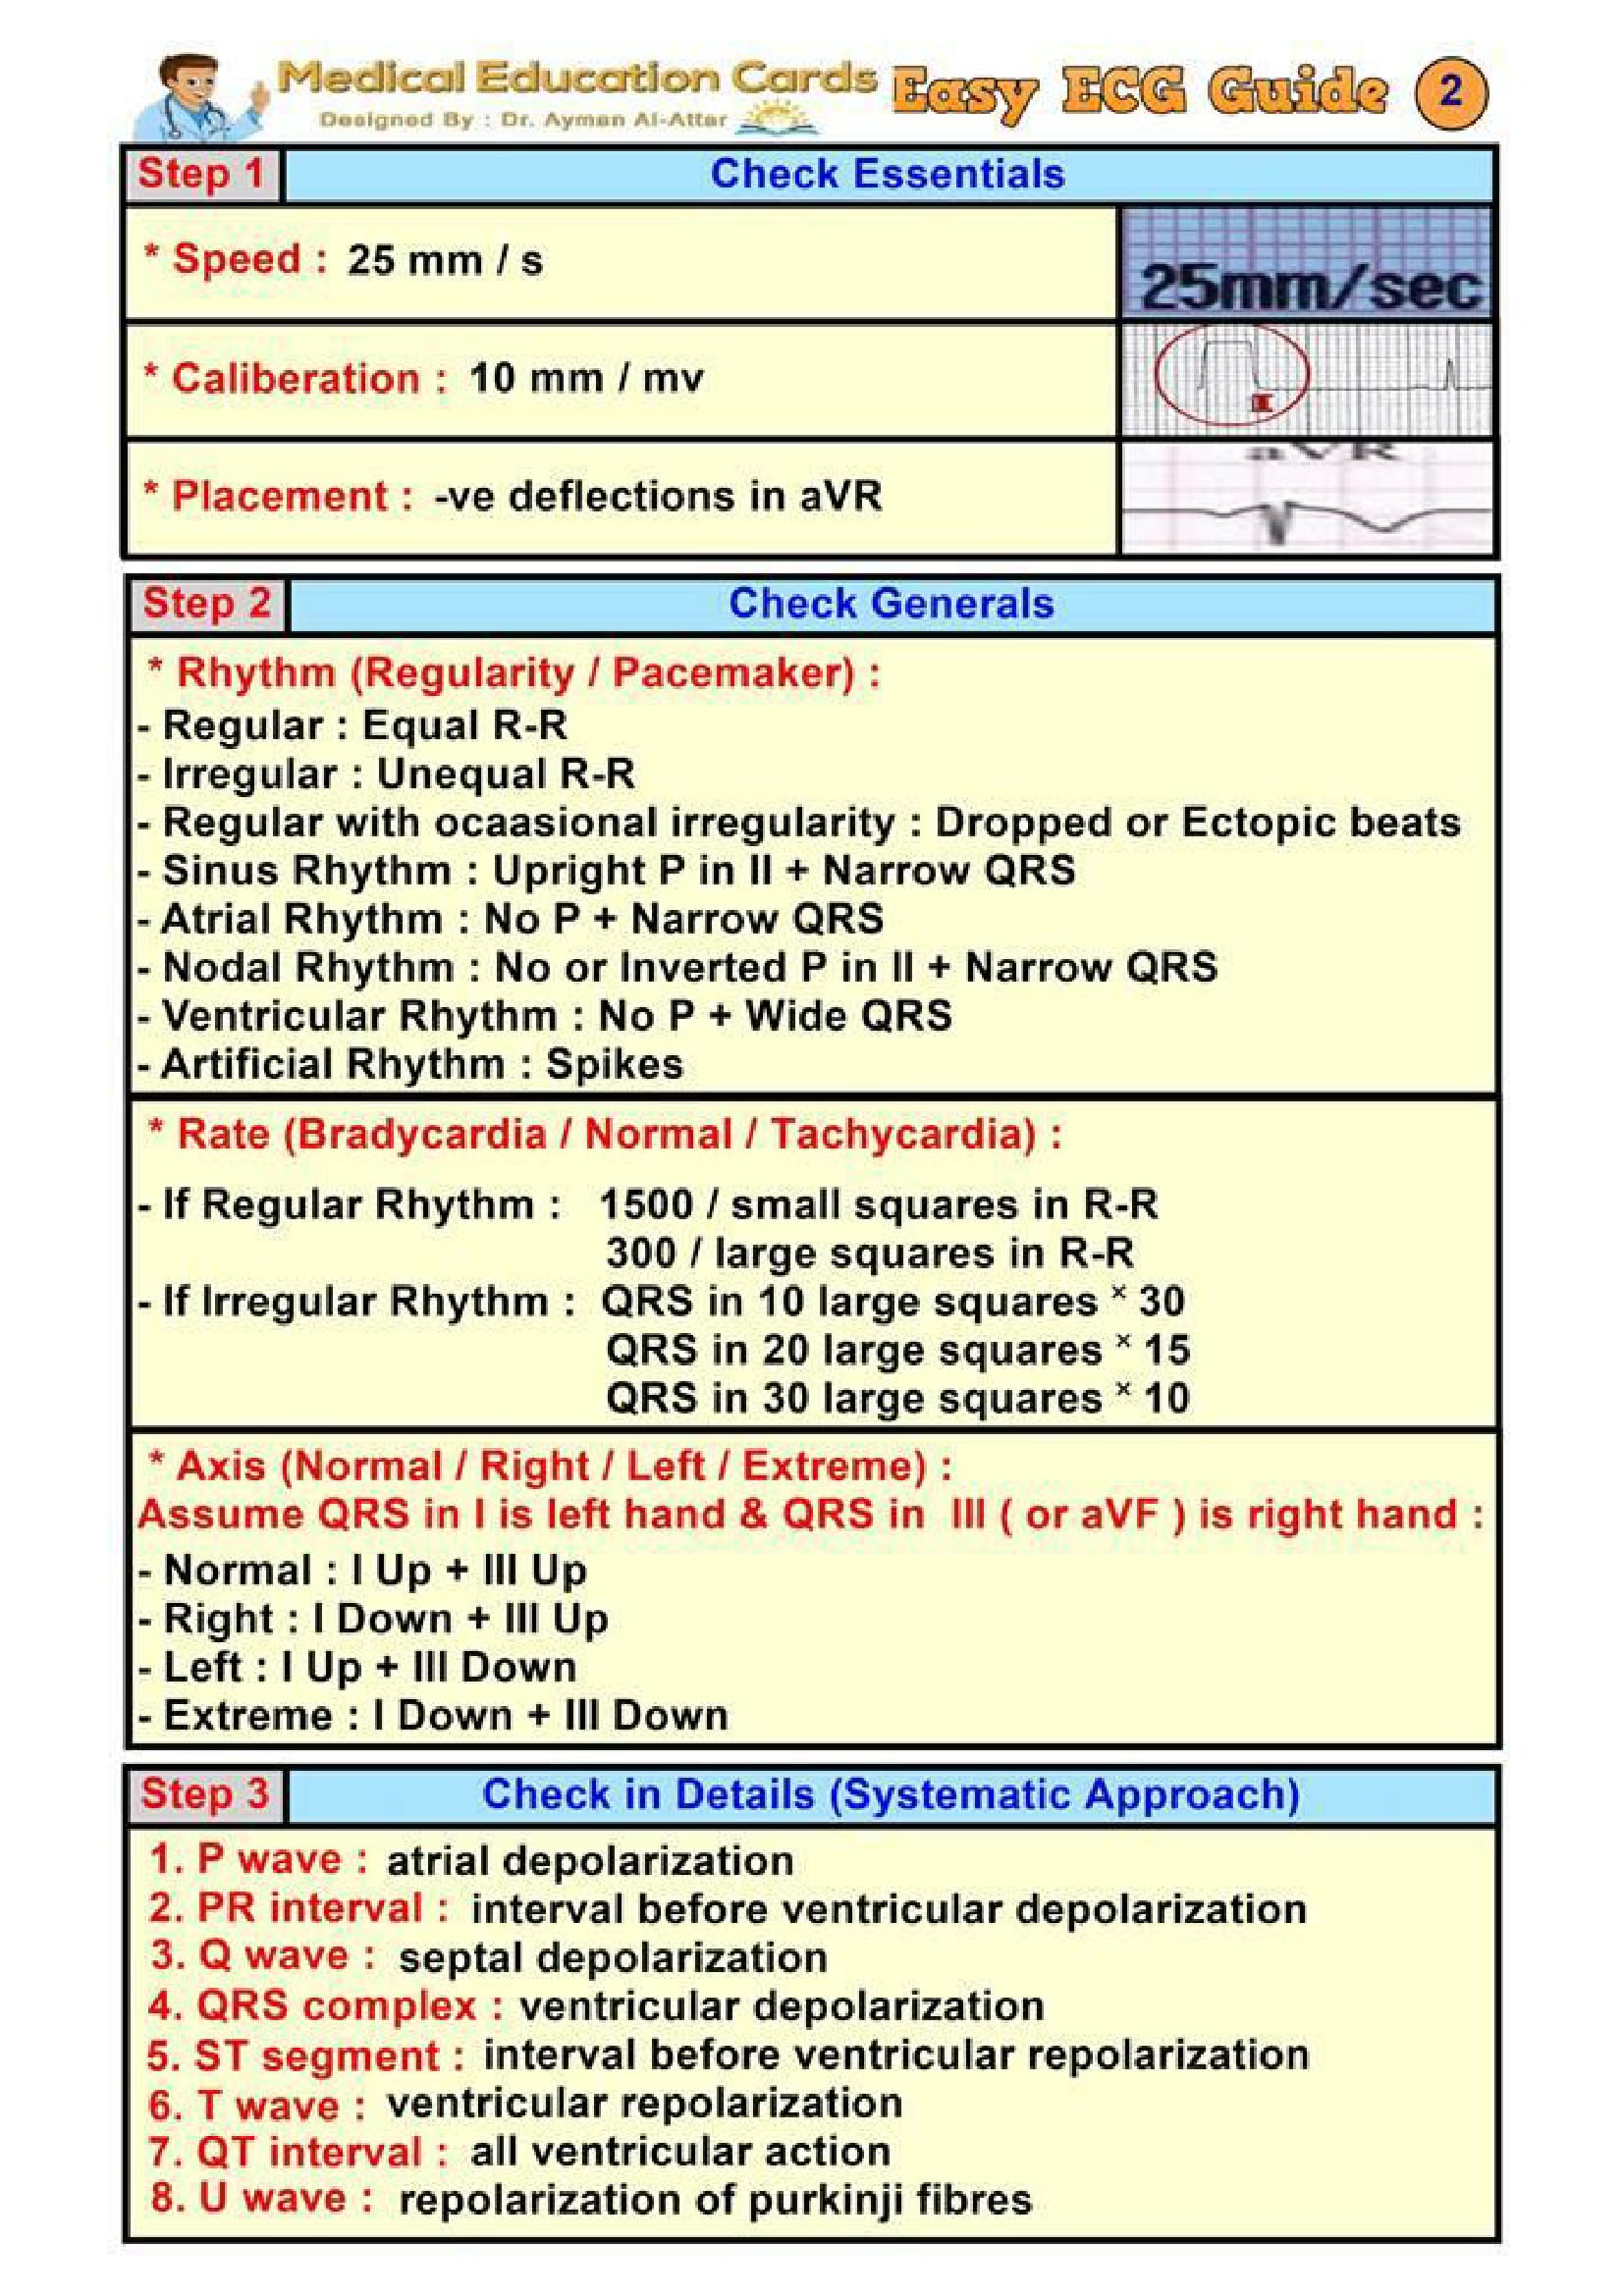 Medical Education Cards
Designed By : Dr. Ayman Al-Attar
Easy ECG Guide 2
Step 1
Check Essentials
* Speed : 25 mm / s
25mm/sec
* Caliberation : 10 mm / mv
II
* Placement : -ve deflections in aVR
aVR
Step 2
Check Generals
* Rhythm (Regularity / Pacemaker) :
- Regular : Equal R-R
- Irregular : Unequal R-R
- Regular with ocaasional irregularity : Dropped or Ectopic beats
- Sinus Rhythm : Upright P in II + Narrow QRS
- Atrial Rhythm : No P + Narrow QRS
- Nodal Rhythm : No or Inverted P in II + Narrow QRS
- Ventricular Rhythm : No P + Wide QRS
- Artificial Rhythm : Spikes
* Rate (Bradycardia / Normal / Tachycardia) :
- If Regular Rhythm : 1500 / small squares in R-R
300 / large squares in R-R
- If Irregular Rhythm : QRS in 10 large squares × 30
QRS in 20 large squares × 15
QRS in 30 large squares × 10
* Axis (Normal / Right / Left / Extreme) :
Assume QRS in I is left hand & QRS in III ( or aVF ) is right hand :
- Normal : I Up + III Up
- Right : I Down + III Up
- Left : I Up + III Down
- Extreme : I Down + III Down
Step 3
Check in Details (Systematic Approach)
1. P wave : atrial depolarization
2. PR interval : interval before ventricular depolarization
3. Q wave : septal depolarization
4. QRS complex : ventricular depolarization
5. ST segment : interval before ventricular repolarization
6. T wave : ventricular repolarization
7. QT interval : all ventricular action
8. U wave : repolarization of purkinji fibres